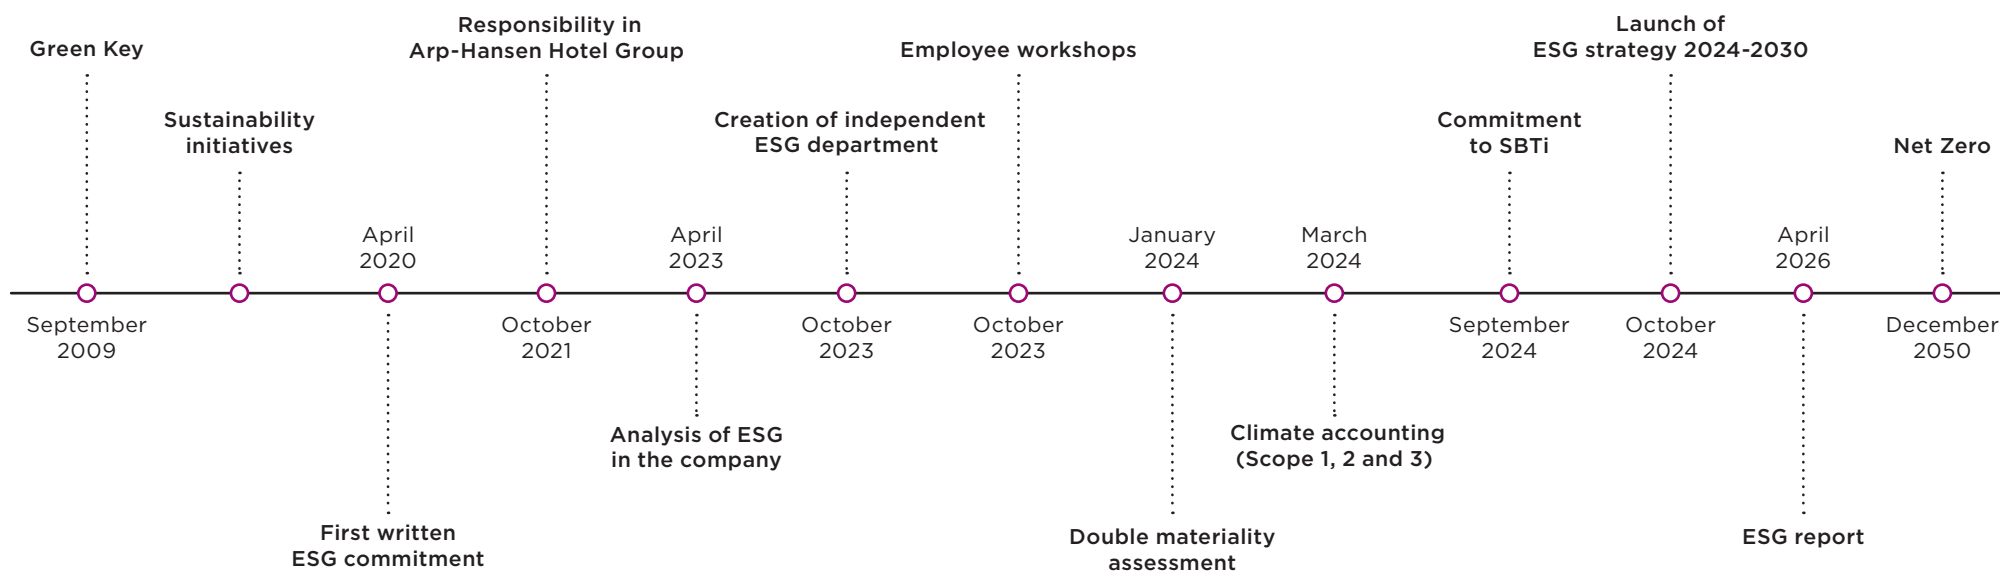 Green Key
September
2009
Sustainability
initiatives
April
2020
First written
ESG commitment
Responsibility in
Arp-Hansen Hotel Group
October
2021
April
2023
Analysis of ESG
in the company
Creation of independent
ESG department
October
2023
Employee workshops
October
2023
January
2024
Double materiality
assessment
March
2024
Climate accounting
(Scope 1, 2 and 3)
Commitment
to SBTi
September
2024
Launch of
ESG strategy 2024-2030
October
2024
April
2026
ESG report
Net Zero
December
2050